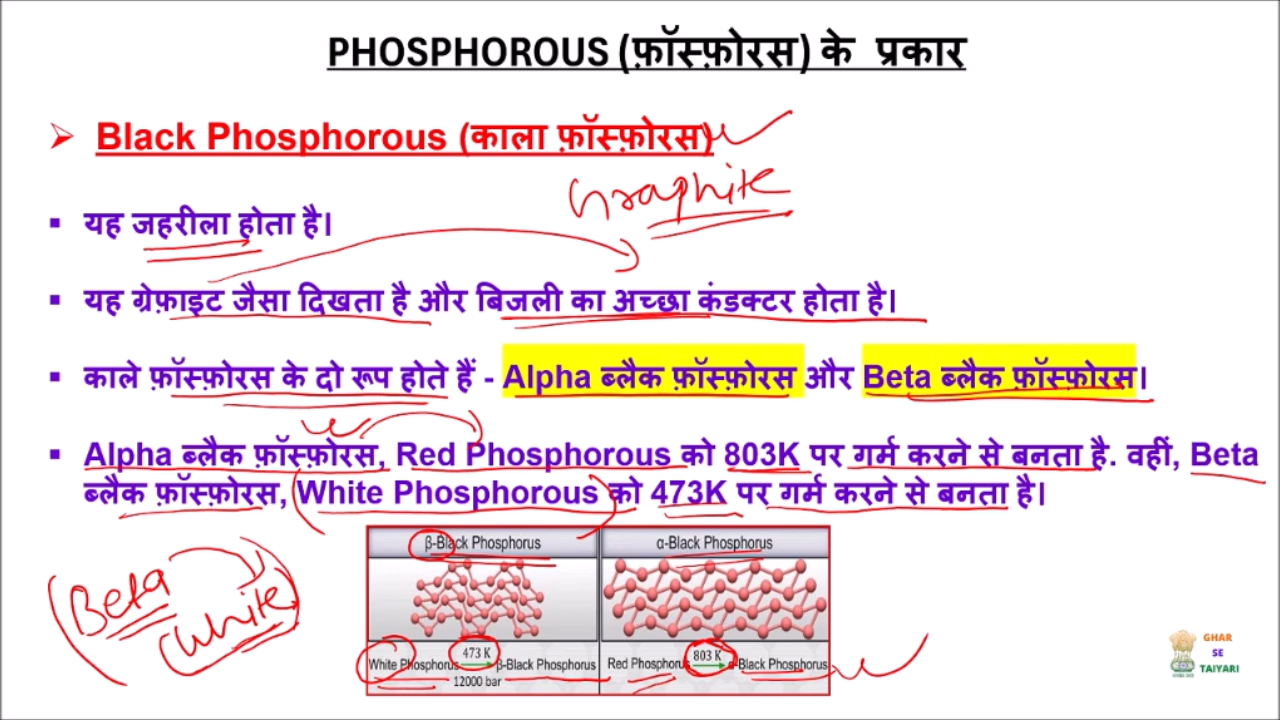 PHOSPHOROUS (फ़ॉस्फ़ोरस) के प्रकार
➢ Black Phosphorous (काला फ़ॉस्फ़ोरस)
Graphite
▪ यह जहरीला होता है।
▪ यह ग्रेफ़ाइट जैसा दिखता है और बिजली का अच्छा कंडक्टर होता है।
▪ काले फ़ॉस्फ़ोरस के दो रूप होते हैं - Alpha ब्लैक फ़ॉस्फ़ोरस और Beta ब्लैक फ़ॉस्फ़ोरस।
▪ Alpha ब्लैक फ़ॉस्फ़ोरस, Red Phosphorous को 803K पर गर्म करने से बनता है. वहीं, Beta
ब्लैक फ़ॉस्फ़ोरस, White Phosphorous को 473K पर गर्म करने से बनता है।
β-Black Phosphorus α-Black Phosphorus
Beta
White
473 K 803 K
White Phosphorus β-Black Phosphorus Red Phosphorus α-Black Phosphorus
12000 bar
GHAR
SE
TAIYARI